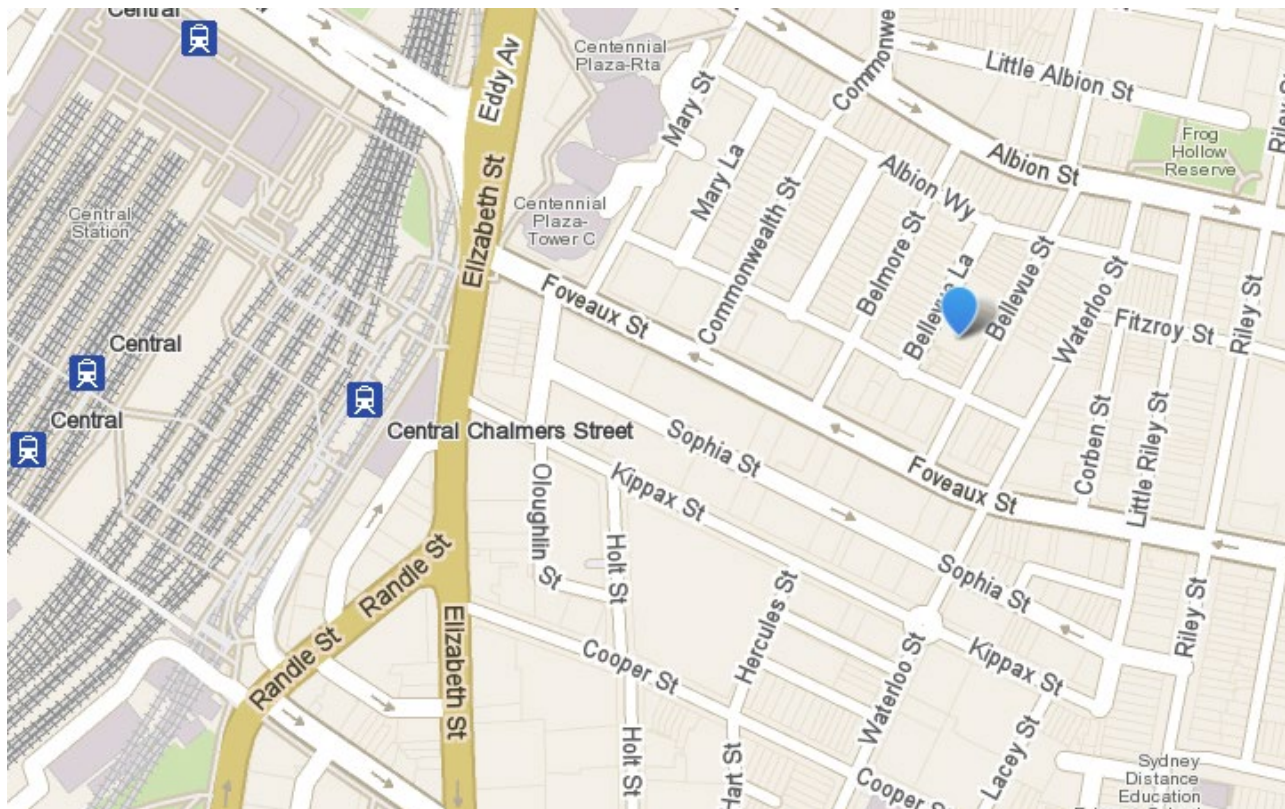 Central
Eddy Av
Centennial
Plaza-Rta
Mary St
Commonwe
Little Albion St
Riley S
Frog
Hollow
Reserve
Albion St
Mary La
Albion Wy
Central
Station
Elizabeth St
Centennial
Plaza-
Tower C
Commonwealth St
Belmore St
Bellevue La
Bellevue St
Waterloo St
Fitzroy St
Riley St
Foveaux St
Central
Central
Central Chalmers Street
Sophia St
Kippax St
Foveaux St
Corben St
Little Riley St
Oloughlin St
Holt St
Hercules St
Sophia St
Riley St
Randle St
Randle St
Elizabeth St
Cooper St
Waterloo St
Kippax St
Holt St
Hart St
Cooper St
Lacey St
Sydney
Distance
Education